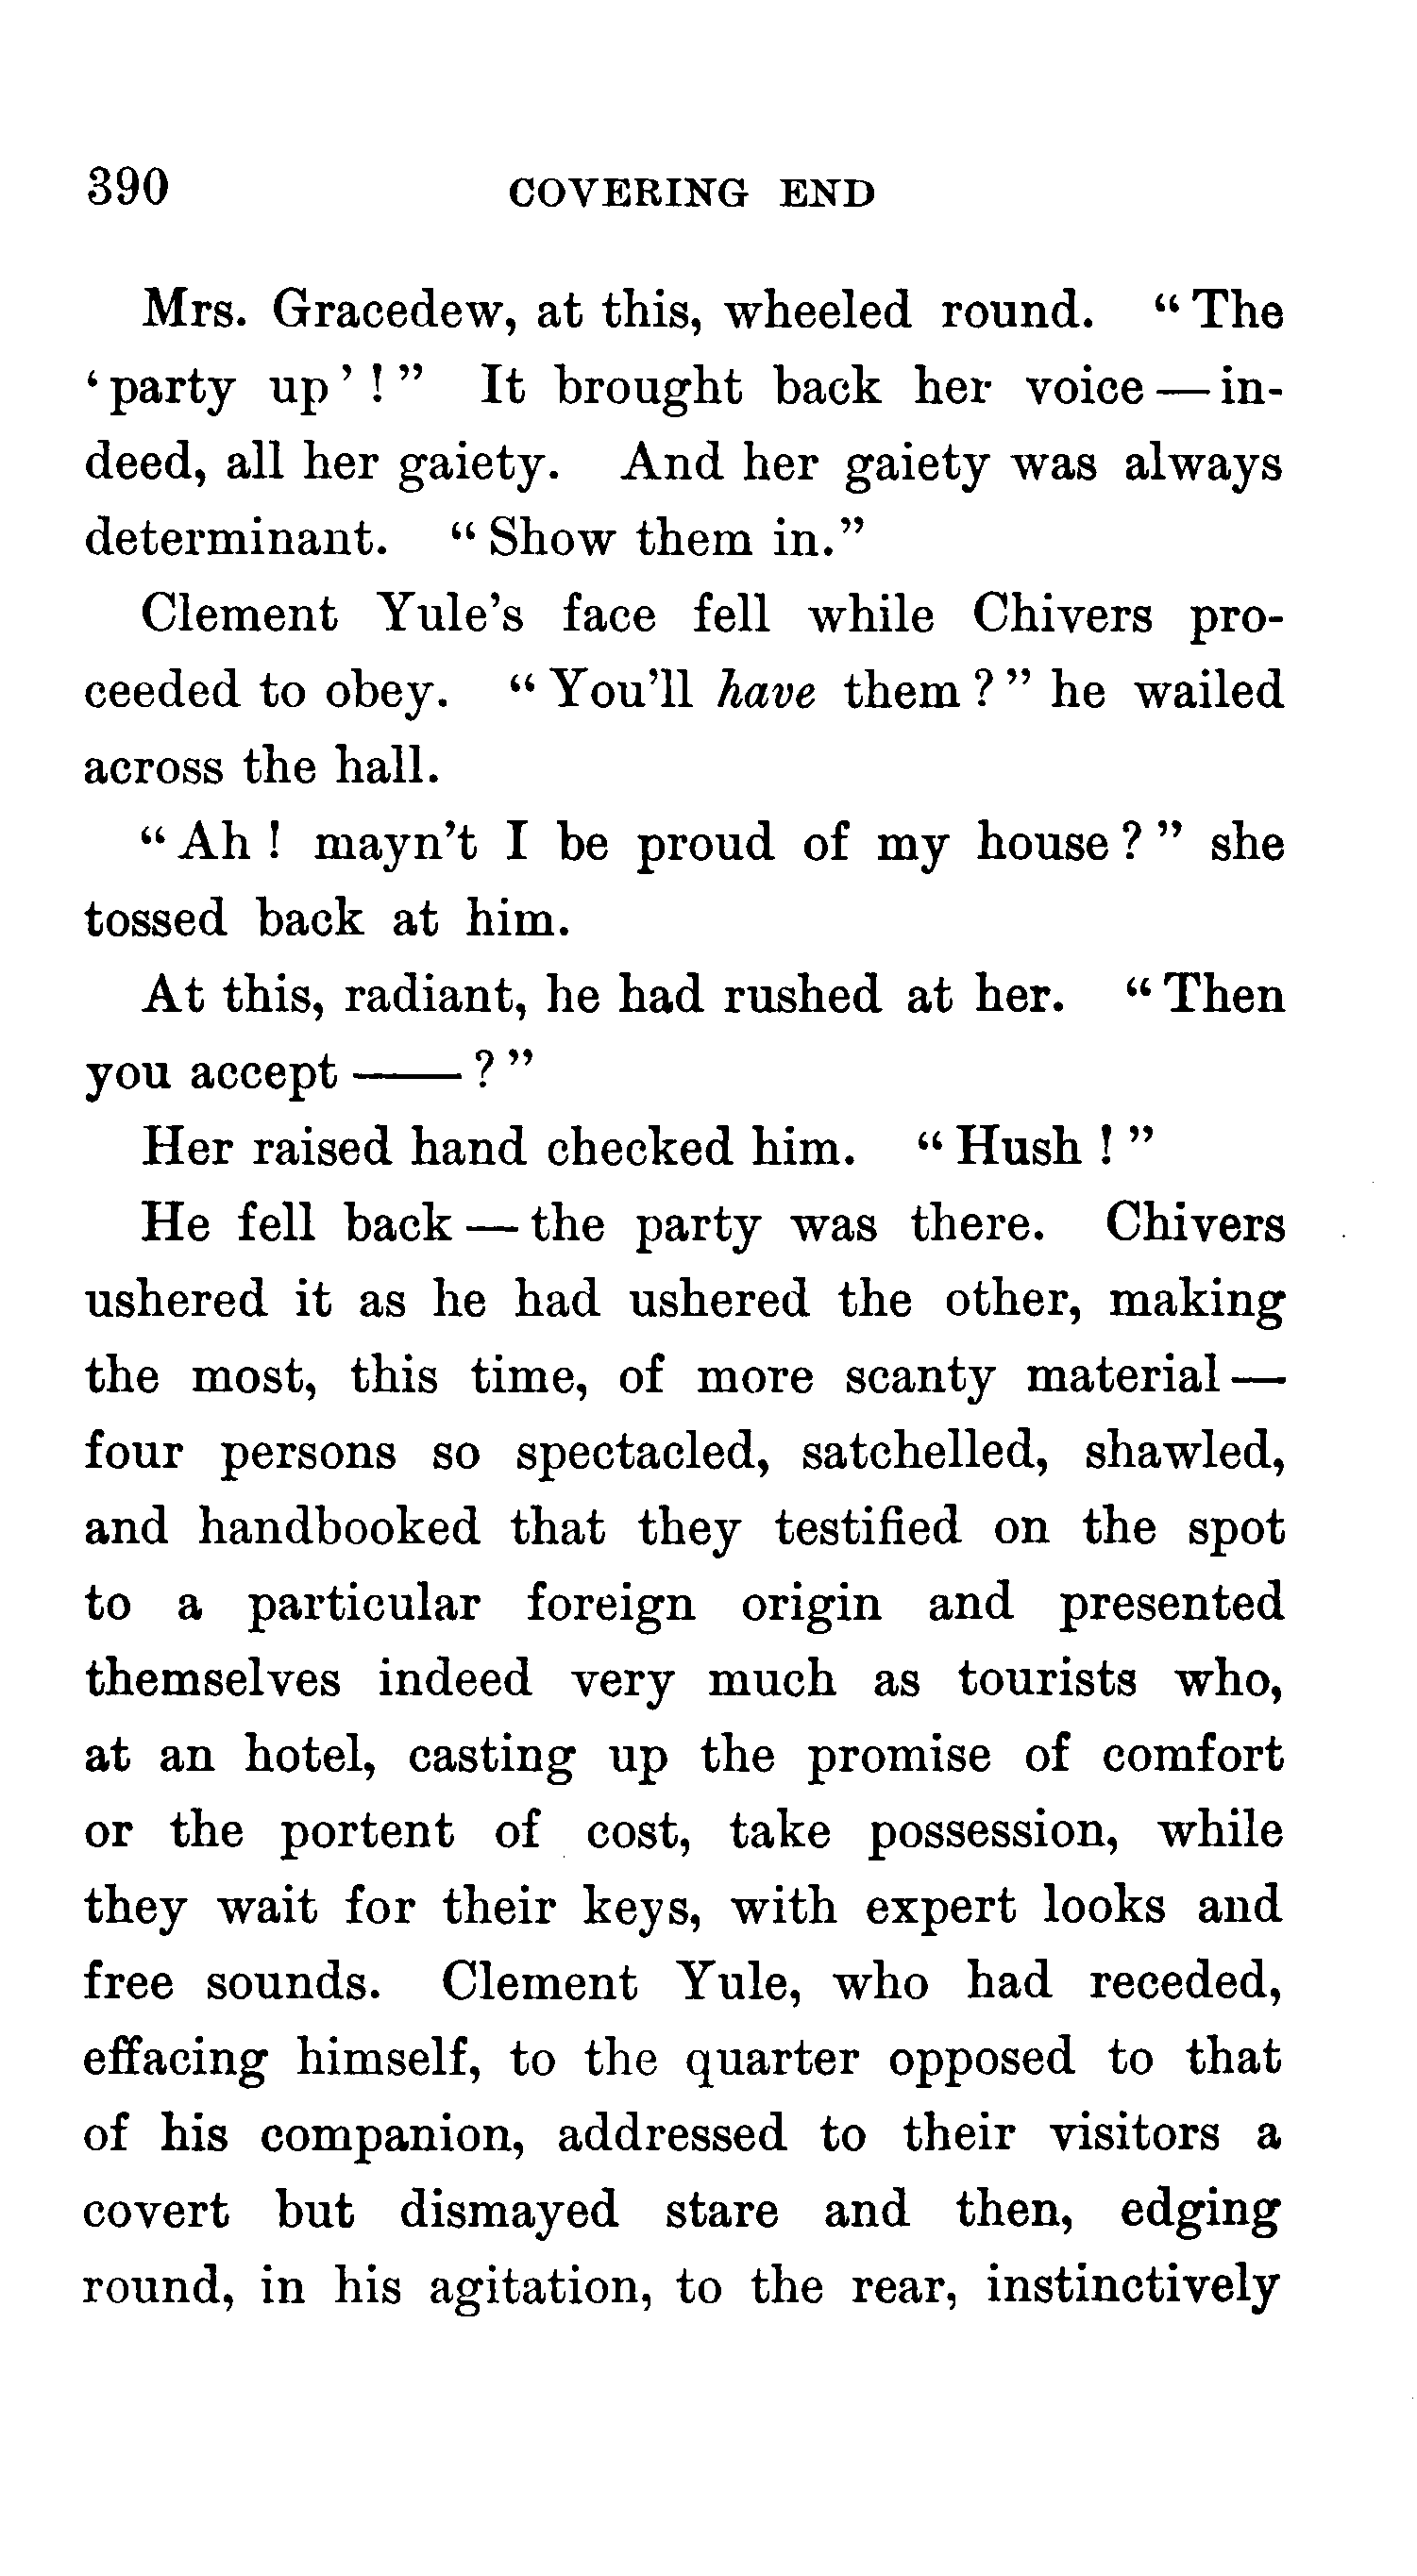 390 COVERING END
Mrs. Gracedew, at this, wheeled round. "The
'party up'!" It brought back her voice—in-
deed, all her gaiety. And her gaiety was always
determinant. "Show them in."
Clement Yule's face fell while Chivers pro-
ceeded to obey. "You'll have them?" he wailed
across the hall.
"Ah! mayn't I be proud of my house?" she
tossed back at him.
At this, radiant, he had rushed at her. "Then
you accept ——?"
Her raised hand checked him. "Hush!"
He fell back—the party was there. Chivers
ushered it as he had ushered the other, making
the most, this time, of more scanty material—
four persons so spectacled, satchelled, shawled,
and handbooked that they testified on the spot
to a particular foreign origin and presented
themselves indeed very much as tourists who,
at an hotel, casting up the promise of comfort
or the portent of cost, take possession, while
they wait for their keys, with expert looks and
free sounds. Clement Yule, who had receded,
effacing himself, to the quarter opposed to that
of his companion, addressed to their visitors a
covert but dismayed stare and then, edging
round, in his agitation, to the rear, instinctively